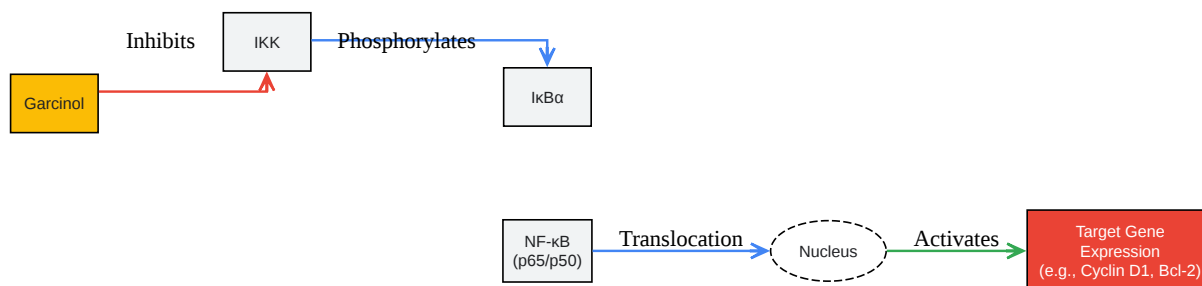 Inhibits
IKK
Phosphorylates
Garcinol
IκBα
NF-κB
(p65/p50)
Translocation
Nucleus
Activates
Target Gene
Expression
(e.g., Cyclin D1, Bcl-2)